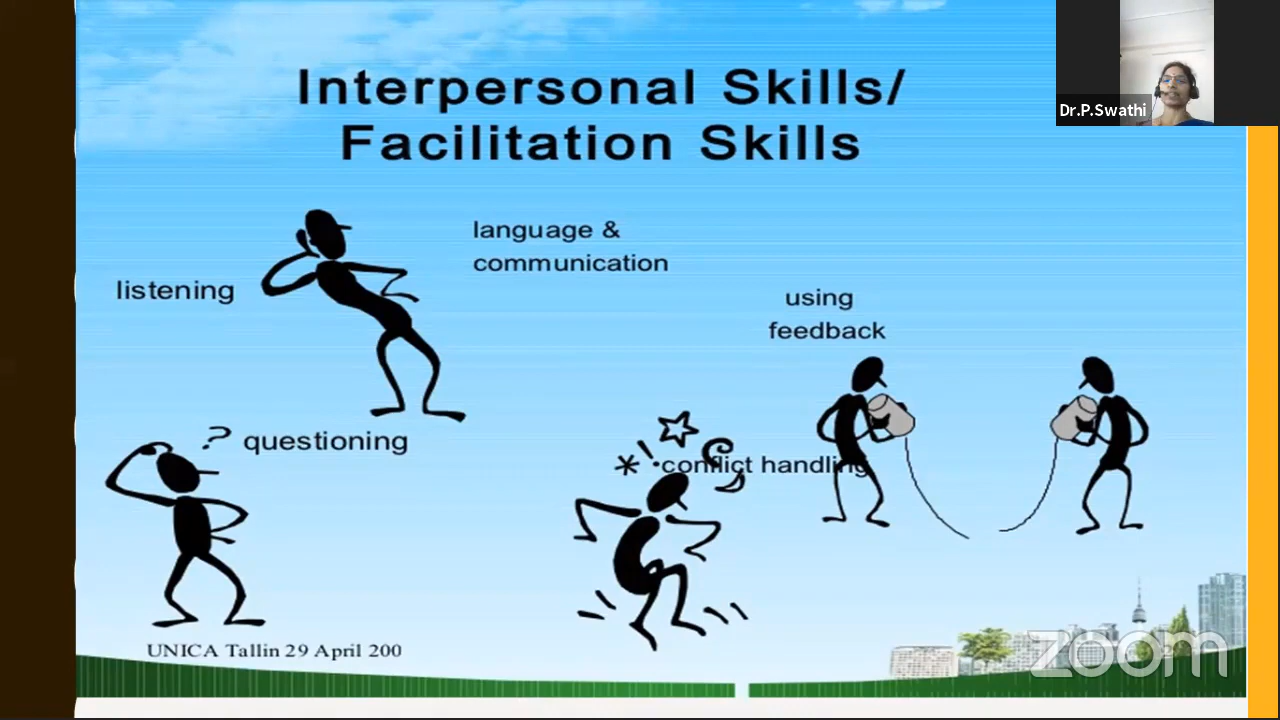 Interpersonal Skills/
Facilitation Skills
Dr.P.Swathi
language &
communication
listening
using
feedback
? questioning
*!•conflict handling
UNICA Tallin 29 April 200
zoom